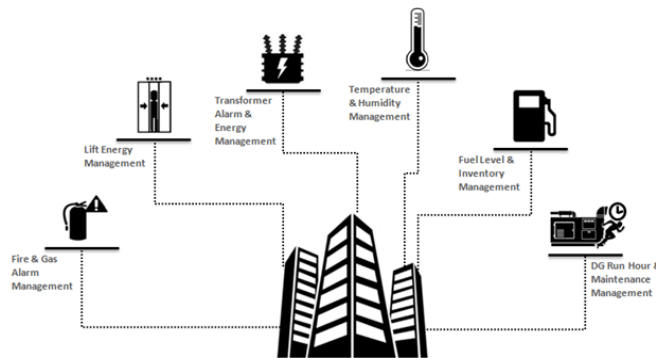 Transformer
Alarm &
Energy
Management
Temperature
& Humidity
Management
Lift Energy
Management
Fuel Level &
Inventory
Management
Fire & Gas
Alarm
Management
DG Run Hour &
Maintenance
Management